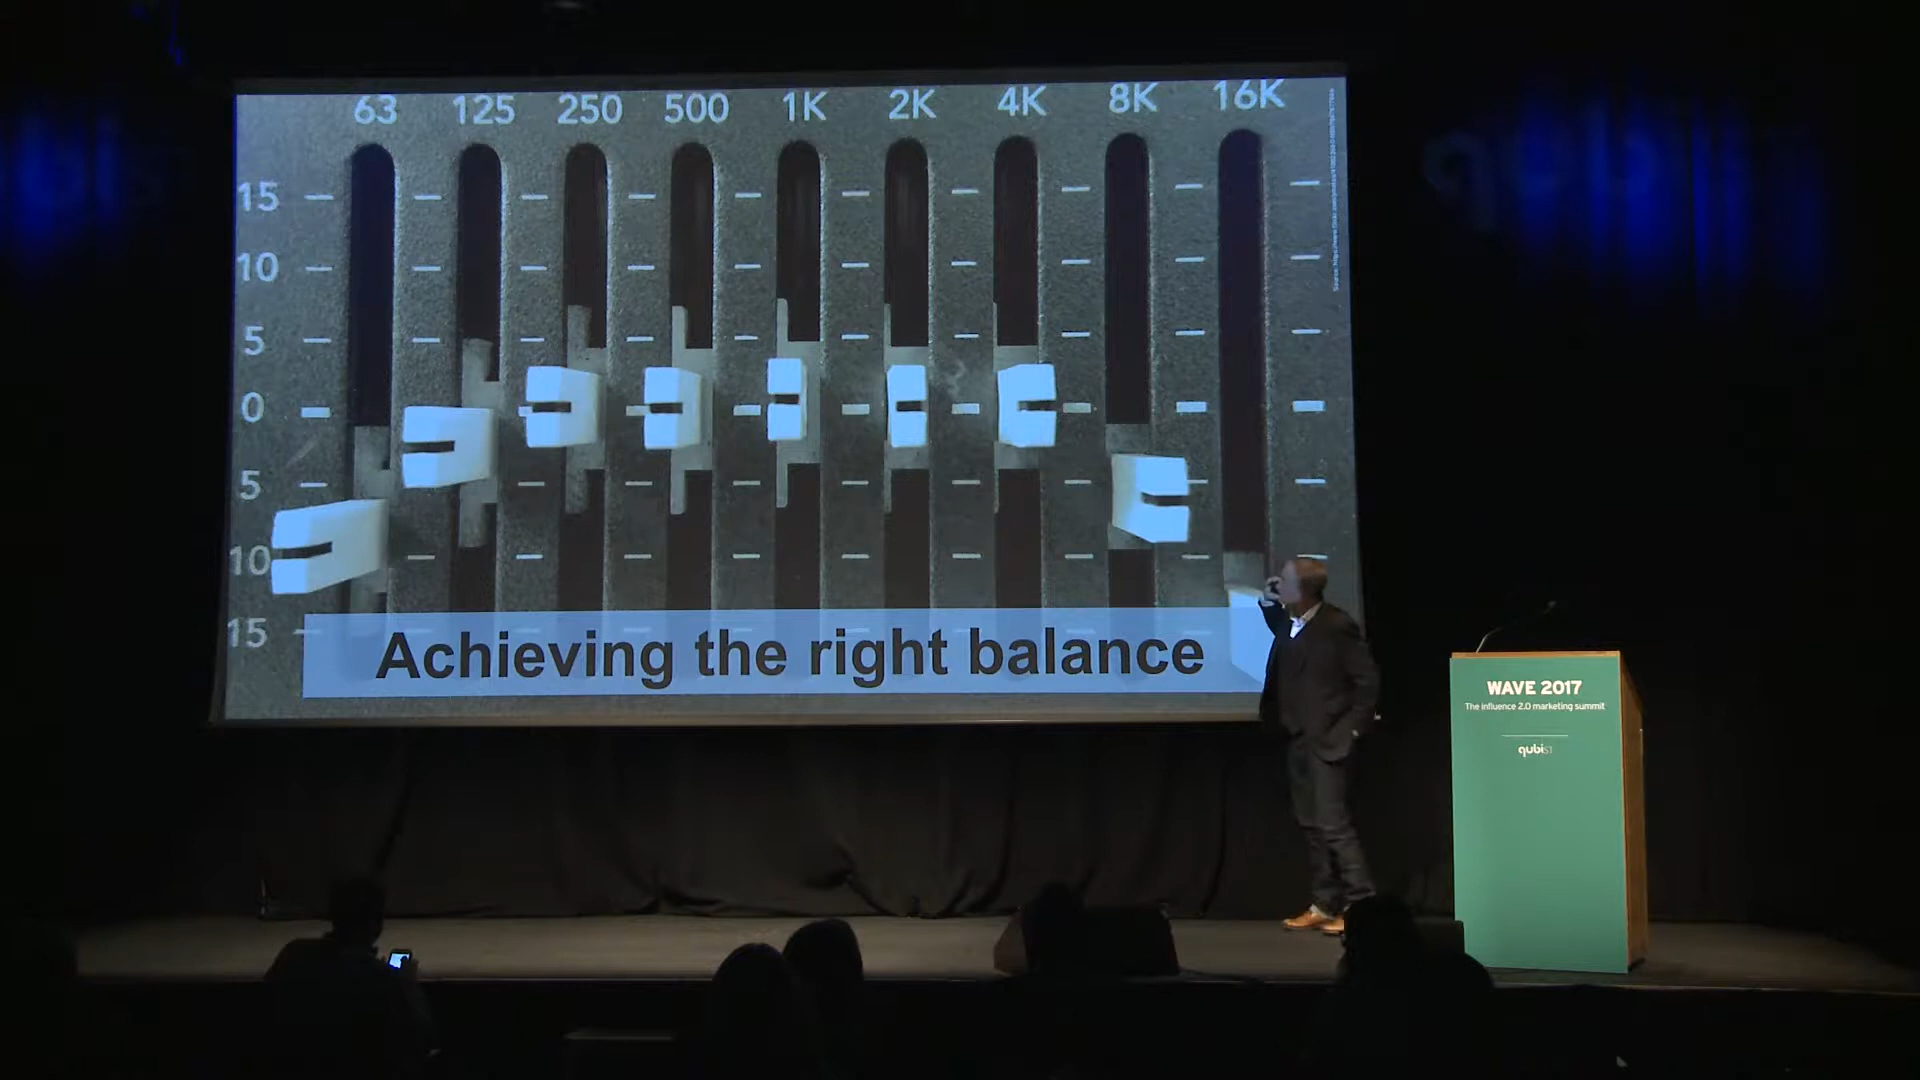 63 125 250 500 1K 2K 4K 8K 16K
15
10
5
0
5
10
15
Achieving the right balance
WAVE 2017
The influence 2.0 marketing summit
qubist